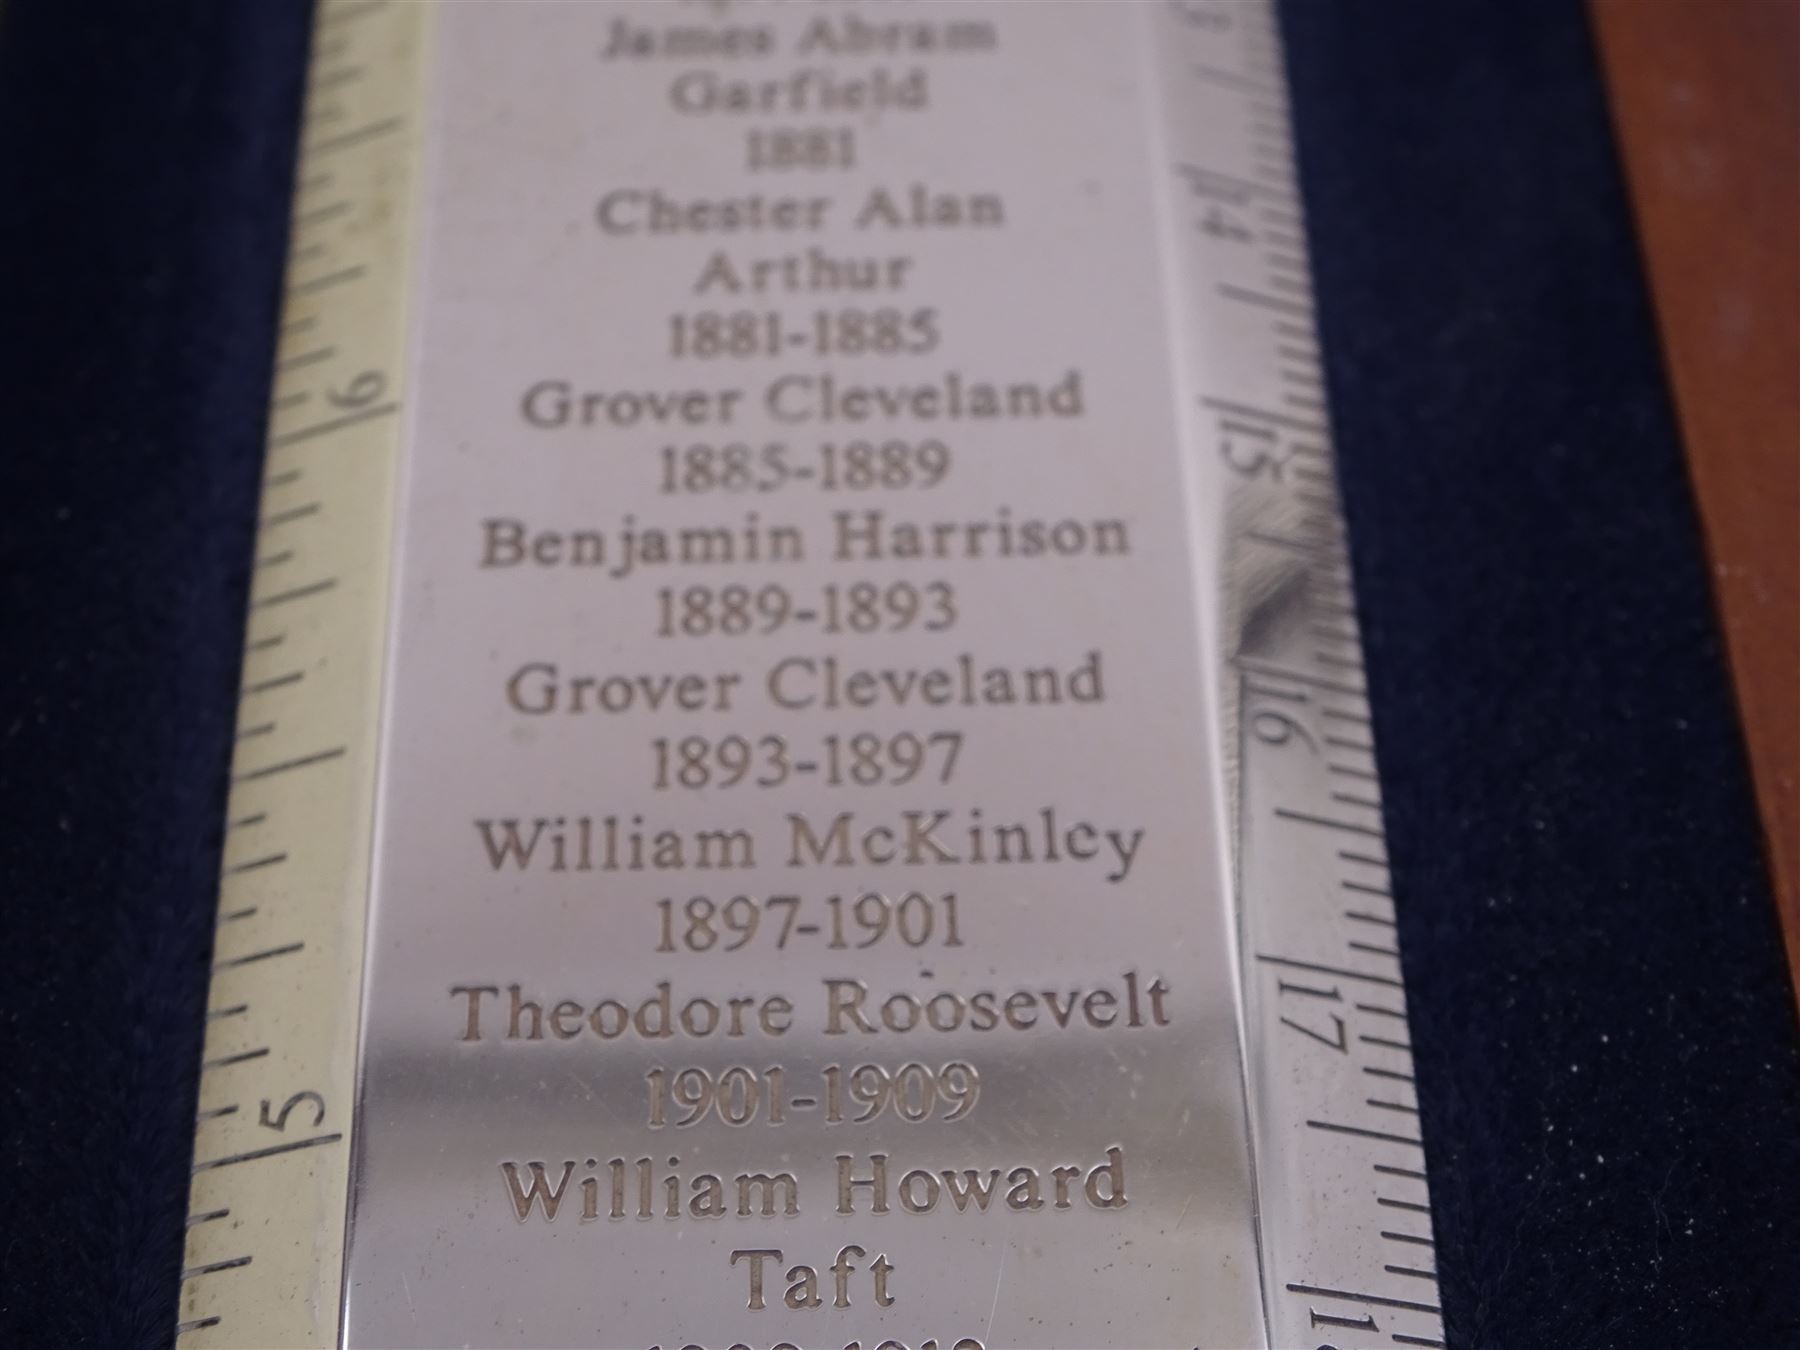 James Abram
Garfield
1881
Chester Alan
Arthur
1881-1885
Grover Cleveland
1885-1889
Benjamin Harrison
1889-1893
Grover Cleveland
1893-1897
William McKinley
1897-1901
Theodore Roosevelt
1901-1909
William Howard
Taft
6
5
14
15
16
17